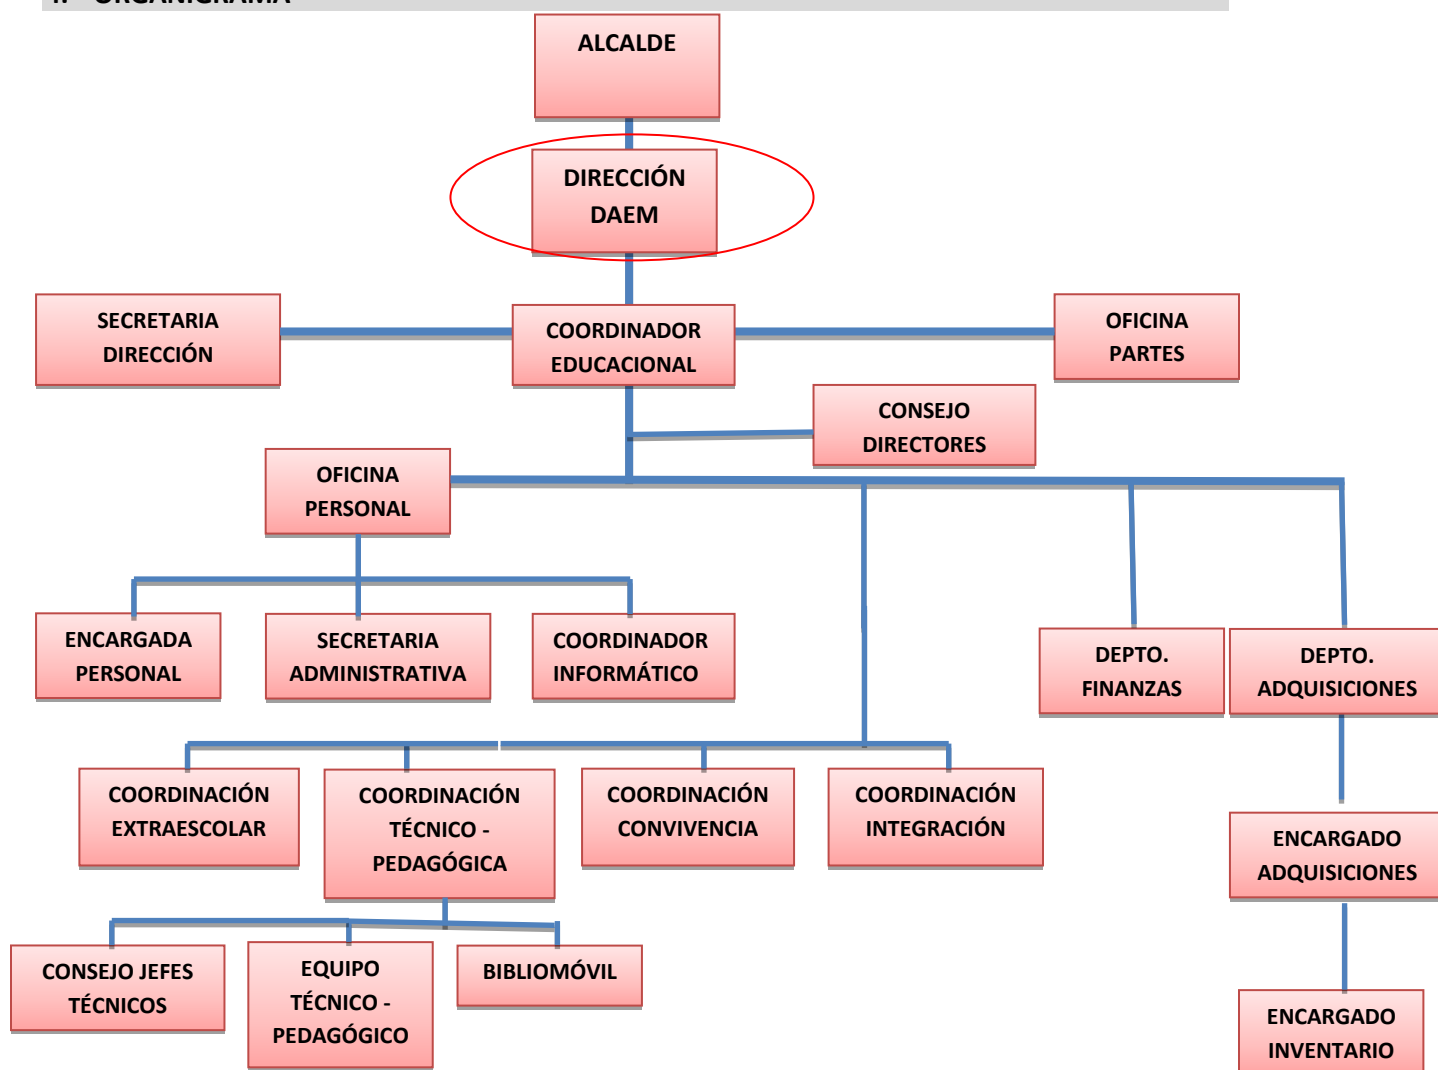 ORGANIGRAMA
ALCALDE
DIRECCIÓN
DAEM
SECRETARIA
DIRECCIÓN
COORDINADOR
EDUCACIONAL
OFICINA
PARTES
CONSEJO
DIRECTORES
OFICINA
PERSONAL
ENCARGADA
PERSONAL
SECRETARIA
ADMINISTRATIVA
COORDINADOR
INFORMÁTICO
DEPTO.
FINANZAS
DEPTO.
ADQUISICIONES
COORDINACIÓN
EXTRAESCOLAR
COORDINACIÓN
TÉCNICO -
PEDAGÓGICA
COORDINACIÓN
CONVIVENCIA
COORDINACIÓN
INTEGRACIÓN
ENCARGADO
ADQUISICIONES
CONSEJO JEFES
TÉCNICOS
EQUIPO
TÉCNICO -
PEDAGÓGICO
BIBLIOMÓVIL
ENCARGADO
INVENTARIO